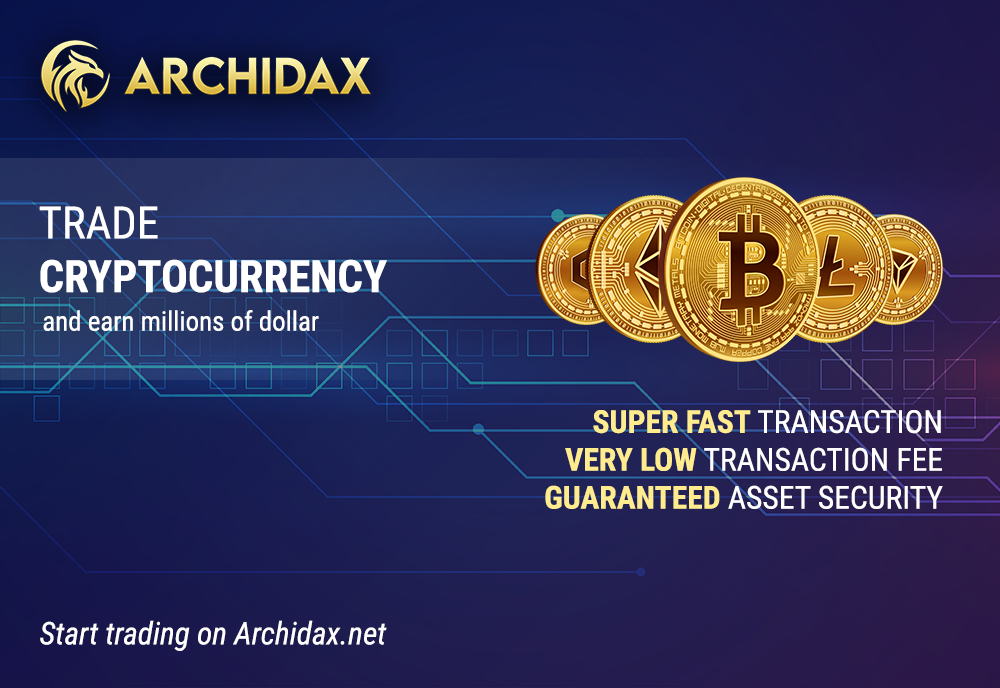 ARCHIDAX
TRADE
CRYPTOCURRENCY
and earn millions of dollar
SUPER FAST TRANSACTION
VERY LOW TRANSACTION FEE
GUARANTEED ASSET SECURITY
Start trading on Archidax.net